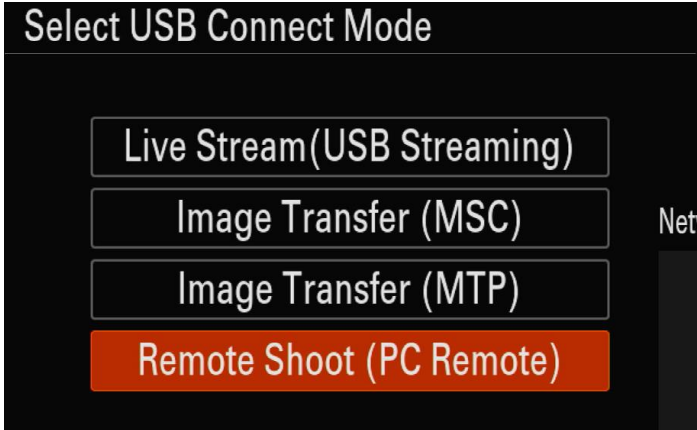 Select USB Connect Mode
Live Stream(USB Streaming)
Image Transfer (MSC)
Image Transfer (MTP)
Remote Shoot (PC Remote)